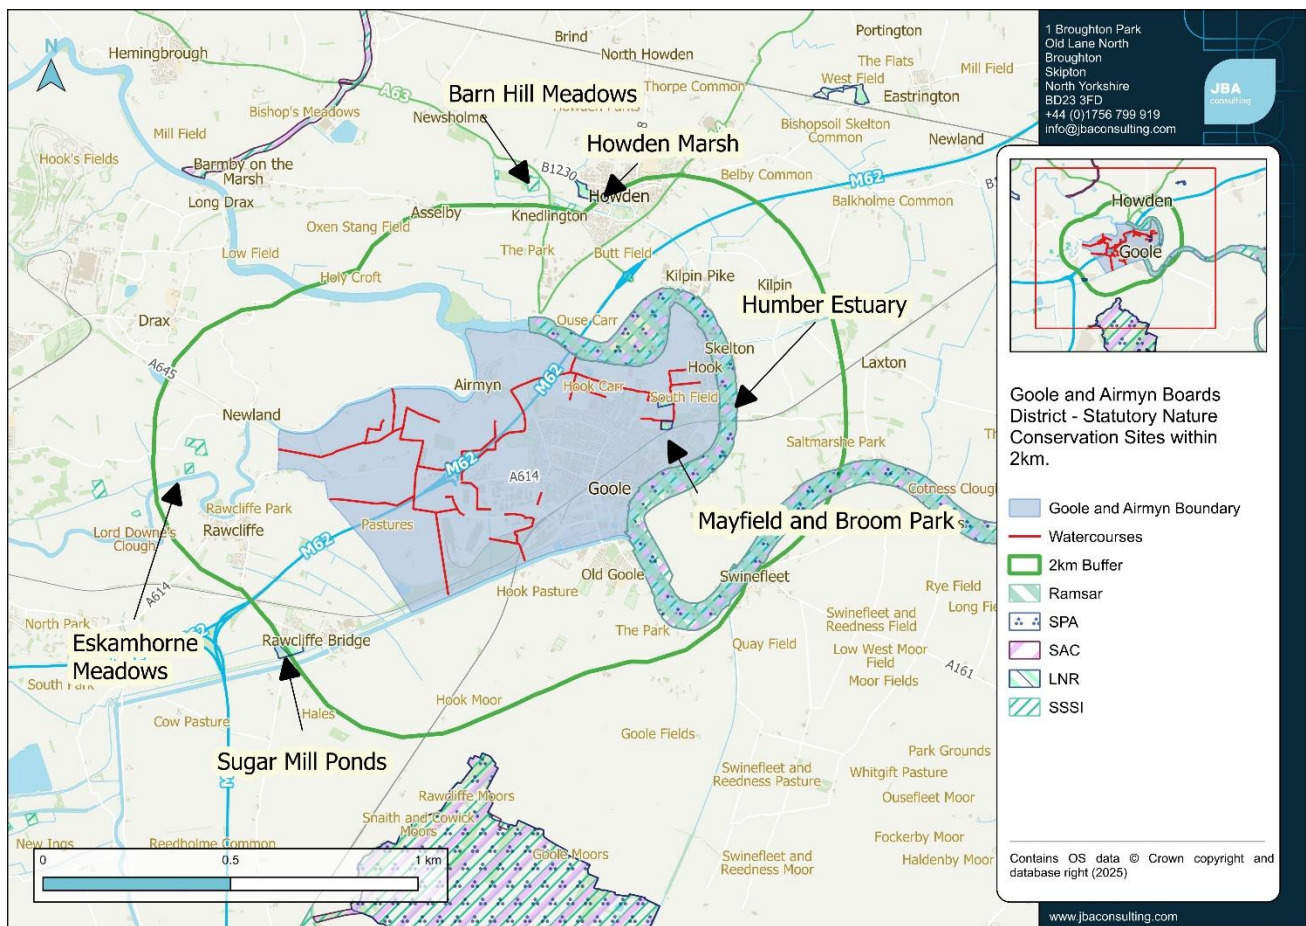 N
Hemingbrough
Brind
North Howden
Portington
The Flats
West Field
Mill Field
Eastrington
A63
Barn Hill Meadows
Thorpe Common
Newsholme
Bishop's Meadows
Mill Field
Howden Marsh
Bishopsoil Skelton
Common
Newland
Hook's Fields
Barmby on the
Marsh
B1230
Howden
Belby Common
M62
Long Drax
Asselby
Knedlington
Balkholme Common
Oxen Stang Field
The Park
Butt Field
Low Field
Holy Croft
Kilpin Pike
Kilpin
Humber Estuary
Drax
Ouse Carr
Skelton
A645
Airmyn
M62
Hook Carr
Hook
South Field
Laxton
Newland
Saltmarshe Park
M62
A614
Goole
Cotness Clough
Rawcliffe Park
Lord Downe's
Clough
Rawcliffe
Pastures
Mayfield and Broom Park
M62
Old Goole
Swinefleet
A614
Hook Pasture
Rye Field
North Park
The Park
Swinefleet and
Reedness Field
Eskamhorne
Meadows
Rawcliffe Bridge
Quay Field
Low West Moor
Field
A161
South Park
Moor Fields
Cow Pasture
Hales
Hook Moor
Goole Fields
Sugar Mill Ponds
Park Grounds
Swinefleet and
Reedness Pasture
Whitgift Pasture
Rawcliffe Moors
Ousefleet Moor
Snaith and Cowick
Moors
Fockerby Moor
New Ings
Reedholme Common
Goole Moors
Swinefleet and
Reedness Moor
Haldenby Moor
0
0.5
1 km
1 Broughton Park
Old Lane North
Broughton
Skipton
North Yorkshire
BD23 3FD
+44 (0)1756 799 919
info@jbaconsulting.com
JBA
consulting
Howden
Goole
Goole and Airmyn Boards
District - Statutory Nature
Conservation Sites within
2km.
Goole and Airmyn Boundary
Watercourses
2km Buffer
Ramsar
SPA
SAC
LNR
SSSI
Contains OS data © Crown copyright and
database right (2025)
www.jbaconsulting.com